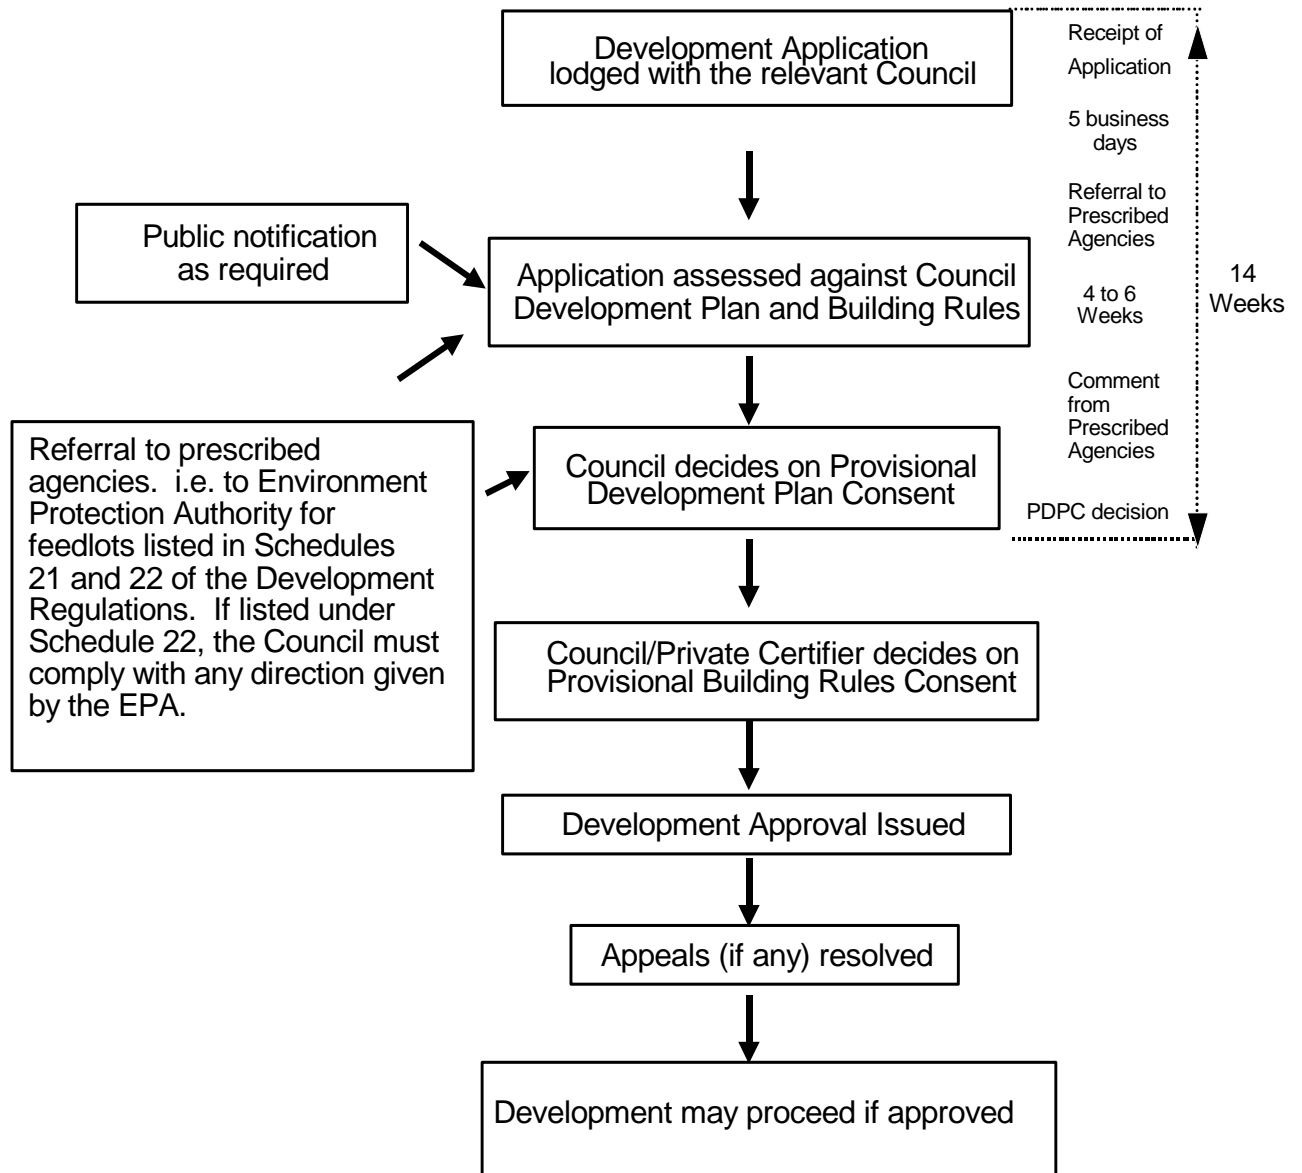 Development Application
lodged with the relevant Council
Receipt of
Application
5 business
days
Referral to
Prescribed
Agencies
4 to 6
Weeks
Comment
from
Prescribed
Agencies
PDPC decision
14
Weeks
Public notification
as required
Application assessed against Council
Development Plan and Building Rules
Referral to prescribed
agencies.  i.e. to Environment
Protection Authority for
feedlots listed in Schedules
21 and 22 of the Development
Regulations.  If listed under
Schedule 22, the Council must
comply with any direction given
by the EPA.
Council decides on Provisional
Development Plan Consent
Council/Private Certifier decides on
Provisional Building Rules Consent
Development Approval Issued
Appeals (if any) resolved
Development may proceed if approved